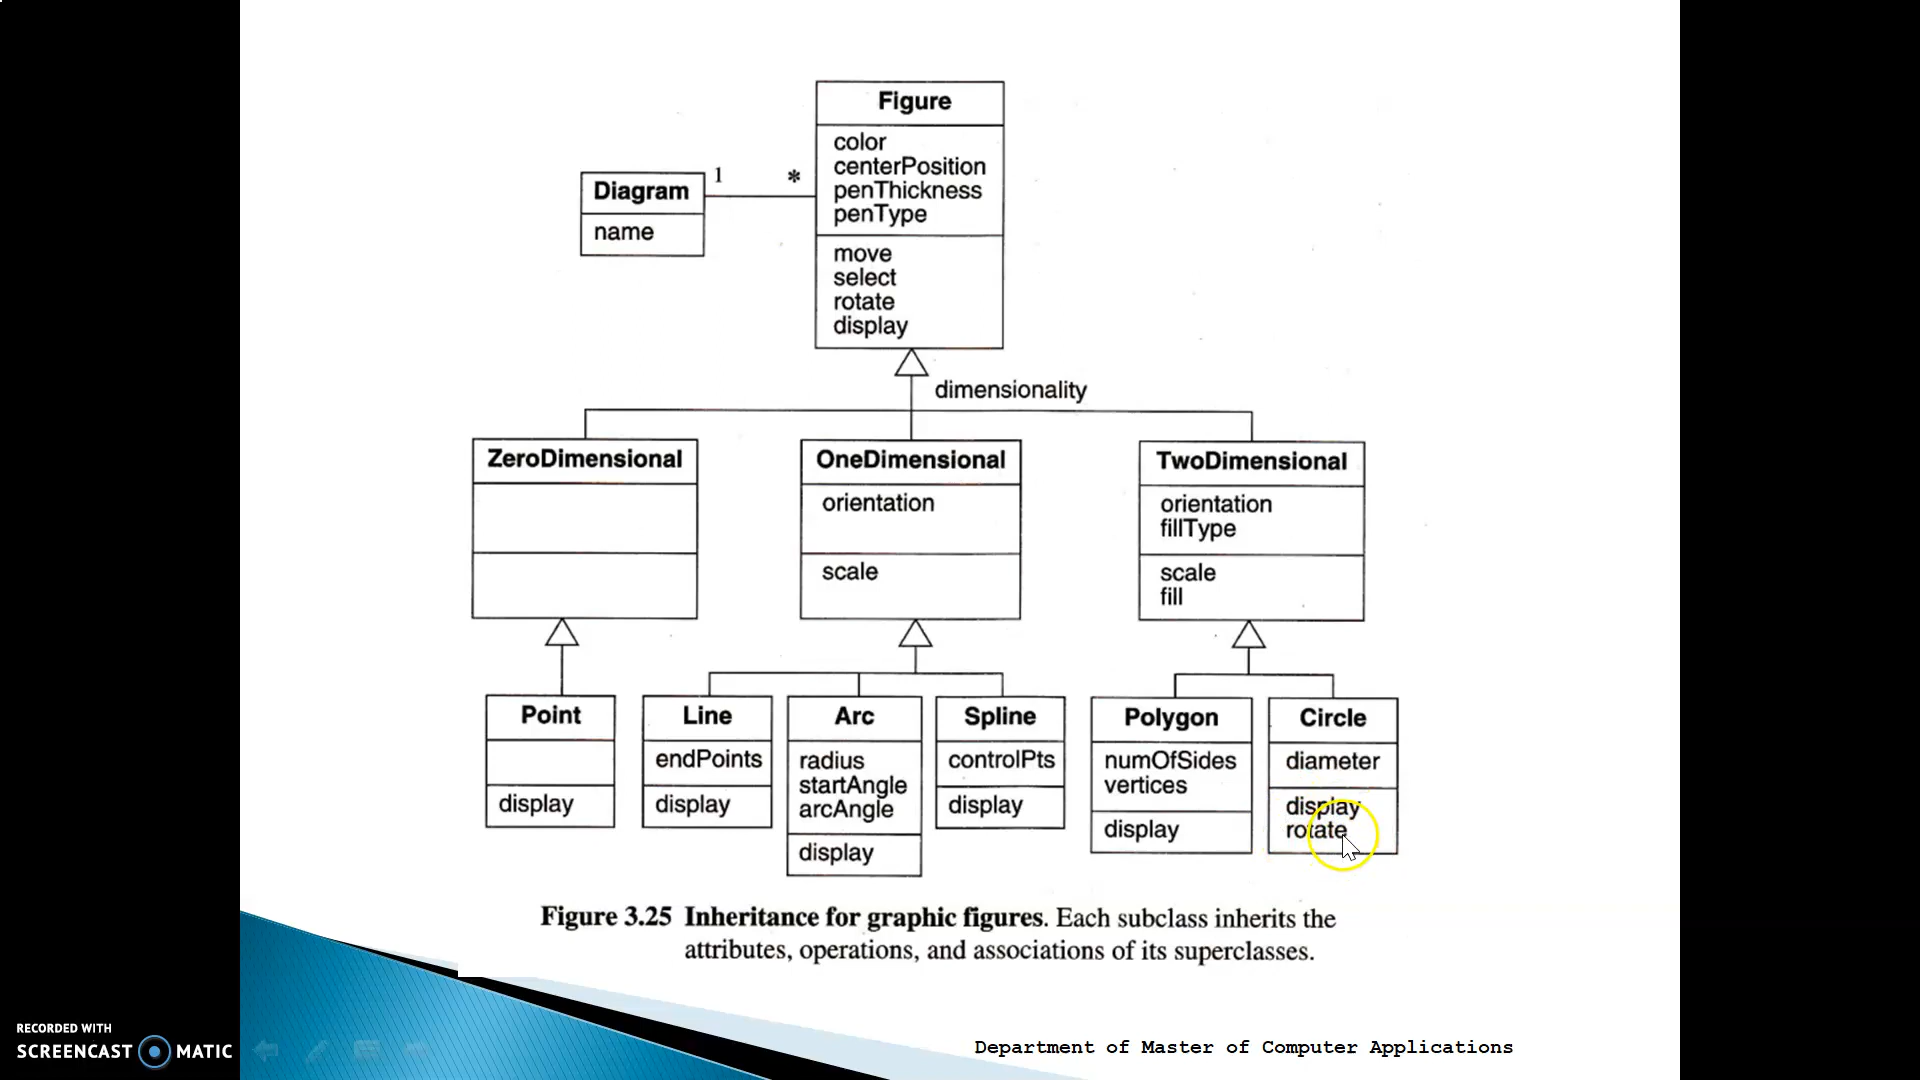 Figure
color
centerPosition
penThickness
penType
move
select
rotate
display
1
*
Diagram
name
dimensionality
ZeroDimensional
OneDimensional
orientation
scale
TwoDimensional
orientation
fillType
scale
fill
Point
display
Line
endPoints
display
Arc
radius
startAngle
arcAngle
display
Spline
controlPts
display
Polygon
numOfSides
vertices
display
Circle
diameter
display
rotate
Figure 3.25 Inheritance for graphic figures. Each subclass inherits the
attributes, operations, and associations of its superclasses.
RECORDED WITH
SCREENCAST MATIC
Department of Master of Computer Applications